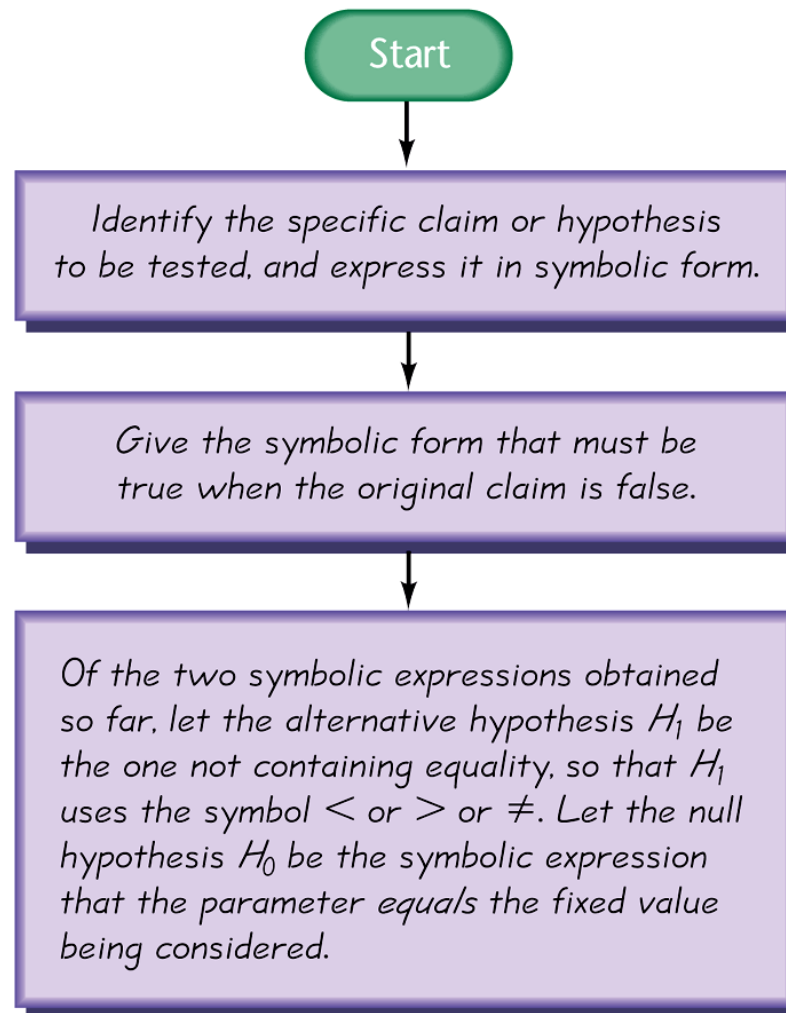 Start
Identify the specific claim or hypothesis
to be tested, and express it in symbolic form.
Give the symbolic form that must be
true when the original claim is false.
Of the two symbolic expressions obtained
so far, let the alternative hypothesis H₁ be
the one not containing equality, so that H₁
uses the symbol < or > or ≠. Let the null
hypothesis H₀ be the symbolic expression
that the parameter equals the fixed value
being considered.